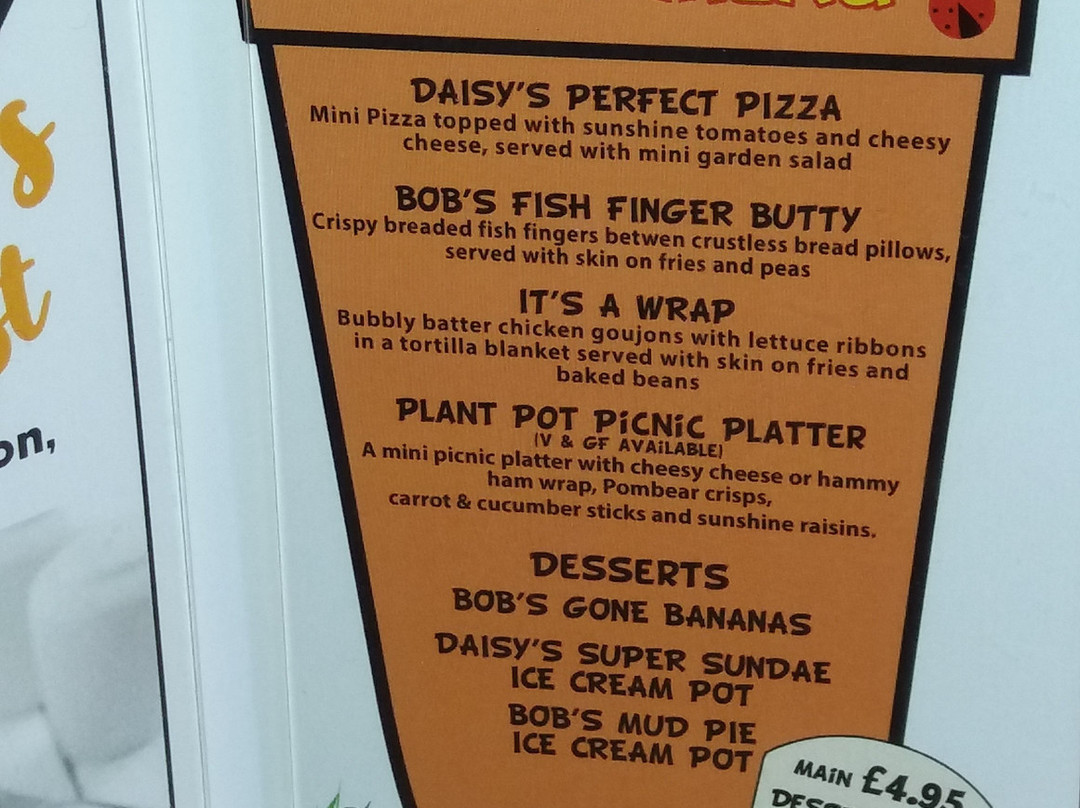 DAISY'S PERFECT PIZZA
Mini Pizza topped with sunshine tomatoes and cheesy
cheese, served with mini garden salad
BOB'S FISH FINGER BUTTY
Crispy breaded fish fingers betwen crustless bread pillows,
served with skin on fries and peas
IT'S A WRAP
Bubbly batter chicken goujons with lettuce ribbons
in a tortilla blanket served with skin on fries and
baked beans
PLANT POT PiCNiC PLATTER
(V & GF AVAiLABLE)
A mini picnic platter with cheesy cheese or hammy
ham wrap, Pombear crisps,
carrot & cucumber sticks and sunshine raisins.
DESSERTS
BOB'S GONE BANANAS
DAISY'S SUPER SUNDAE
ICE CREAM POT
BOB'S MUD PIE
ICE CREAM POT
MAiN £4.95